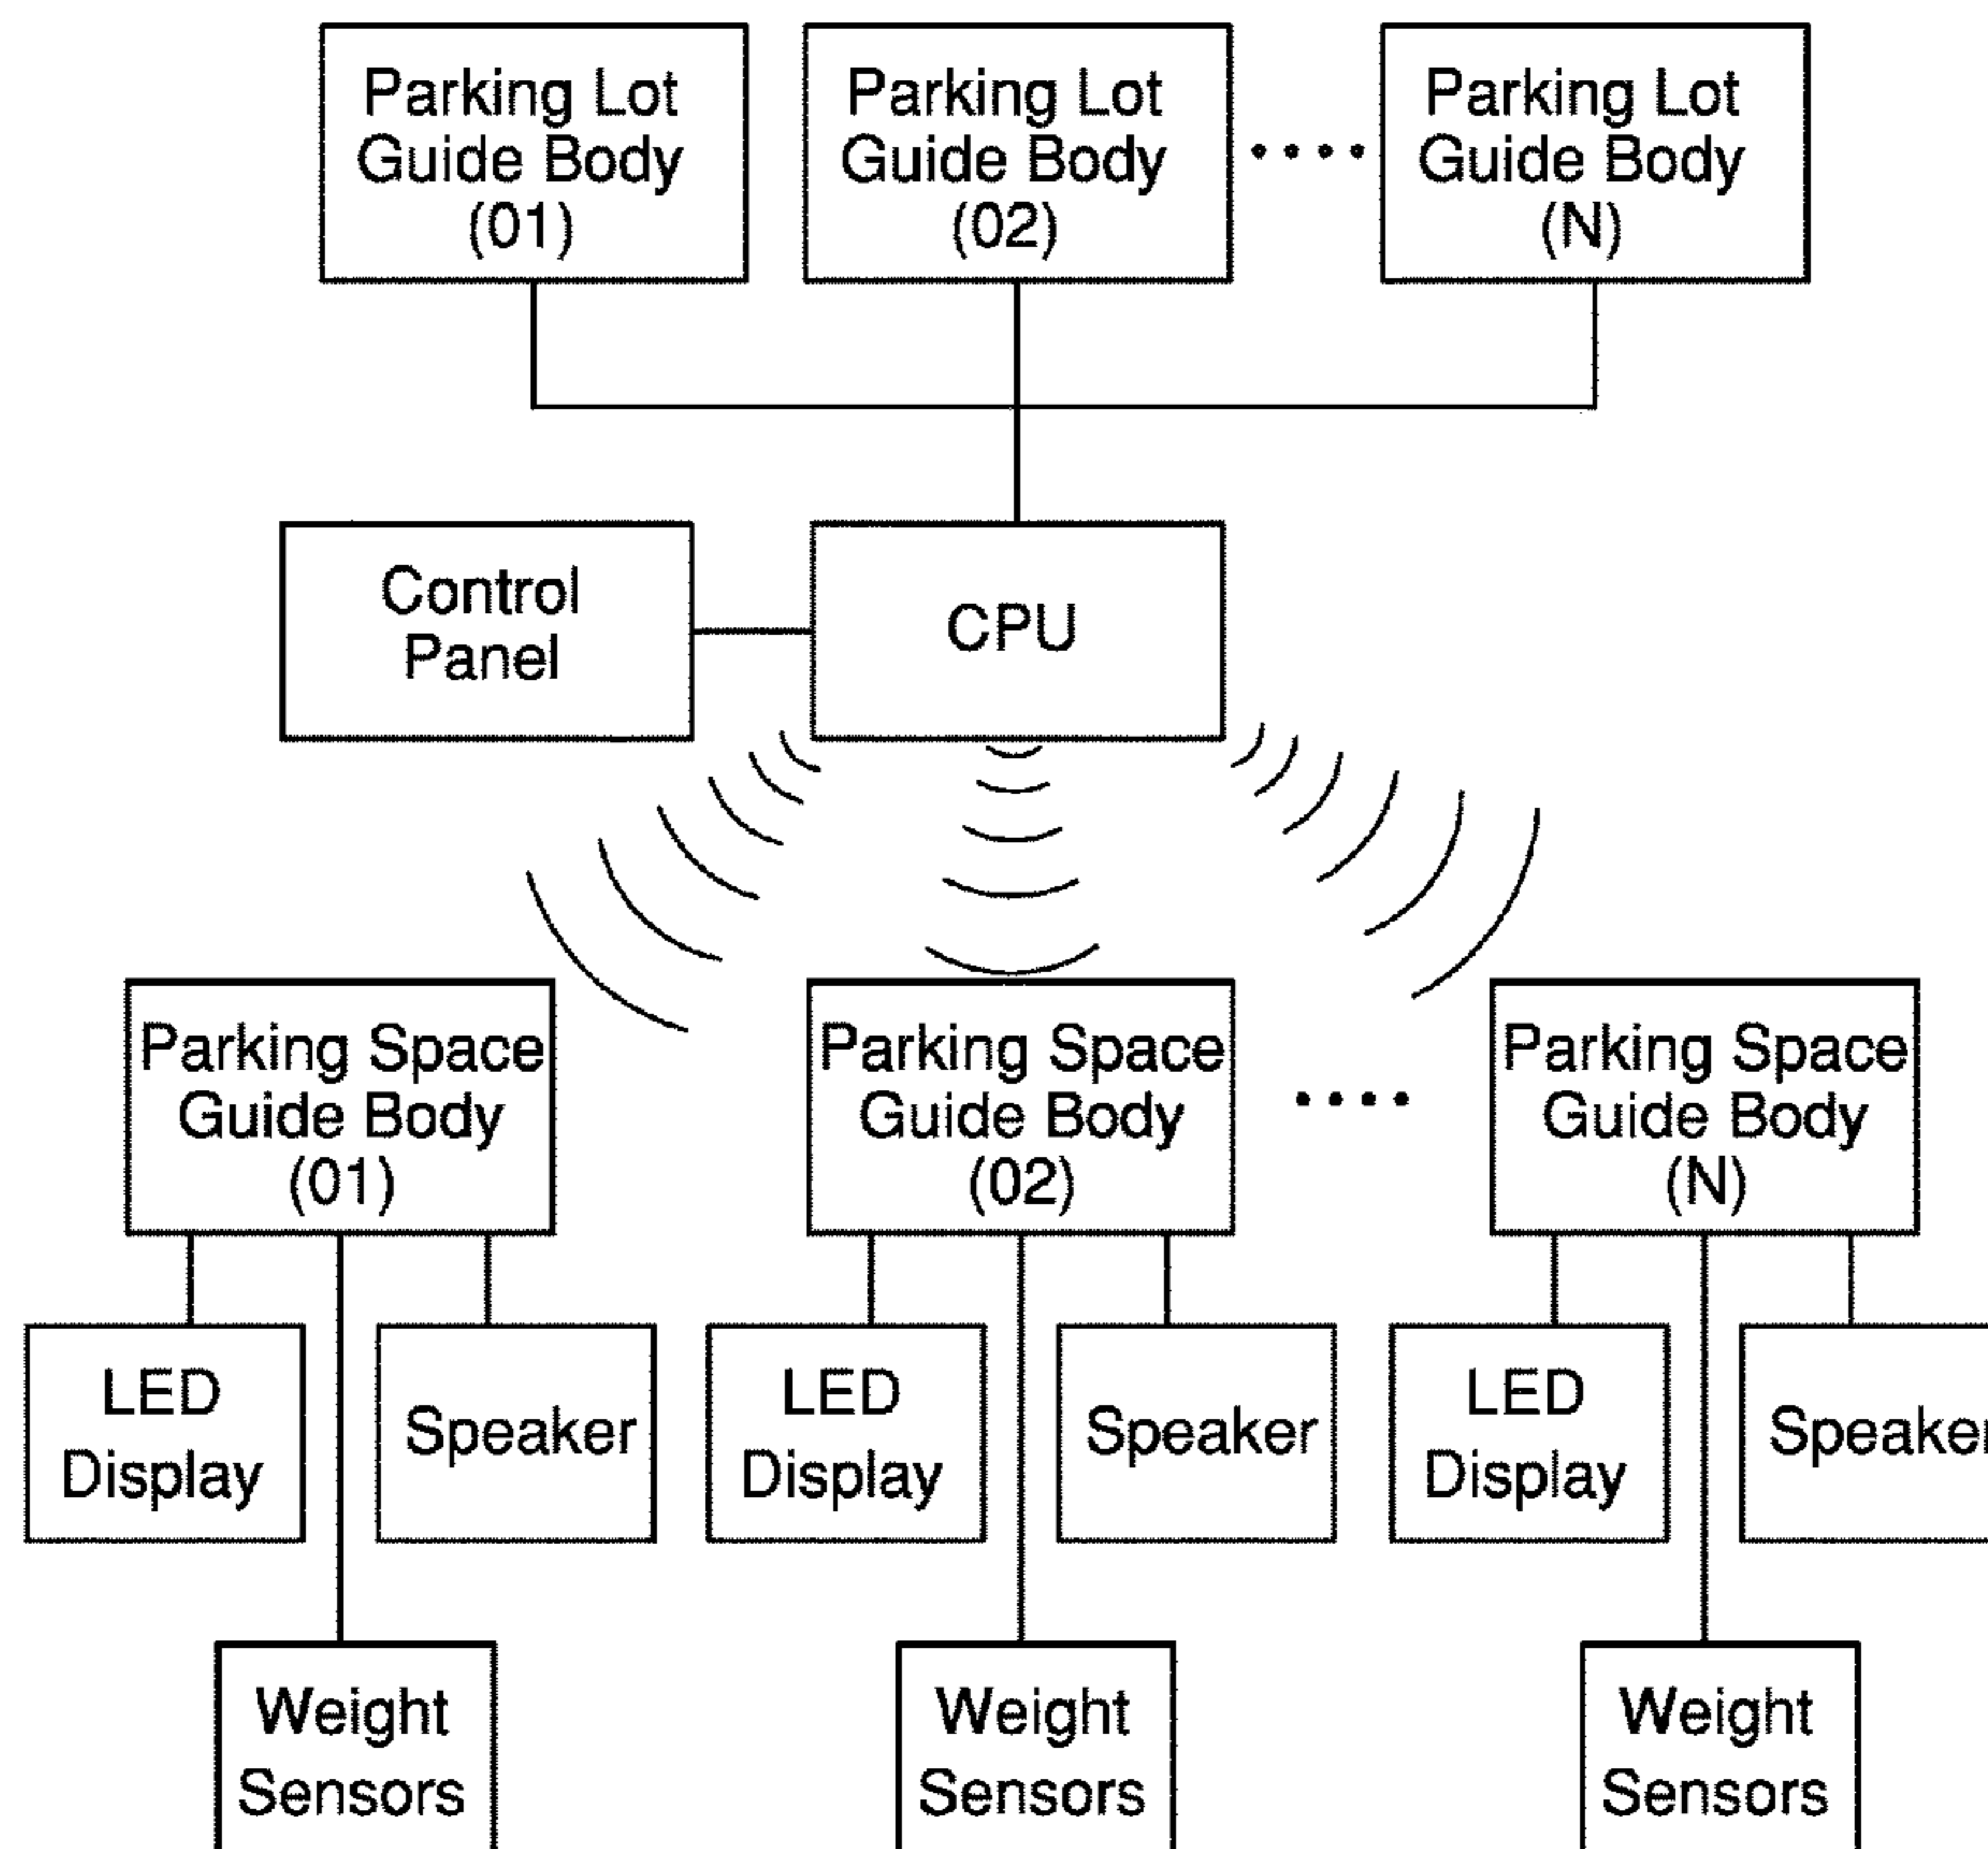 Parking Lot
Guide Body
(01)
Parking Lot
Guide Body
(02)
Parking Lot
Guide Body
(N)
Control
Panel
CPU
Parking Space
Guide Body
(01)
Parking Space
Guide Body
(02)
Parking Space
Guide Body
(N)
LED
Display
Speaker
LED
Display
Speaker
LED
Display
Speaker
Weight
Sensors
Weight
Sensors
Weight
Sensors